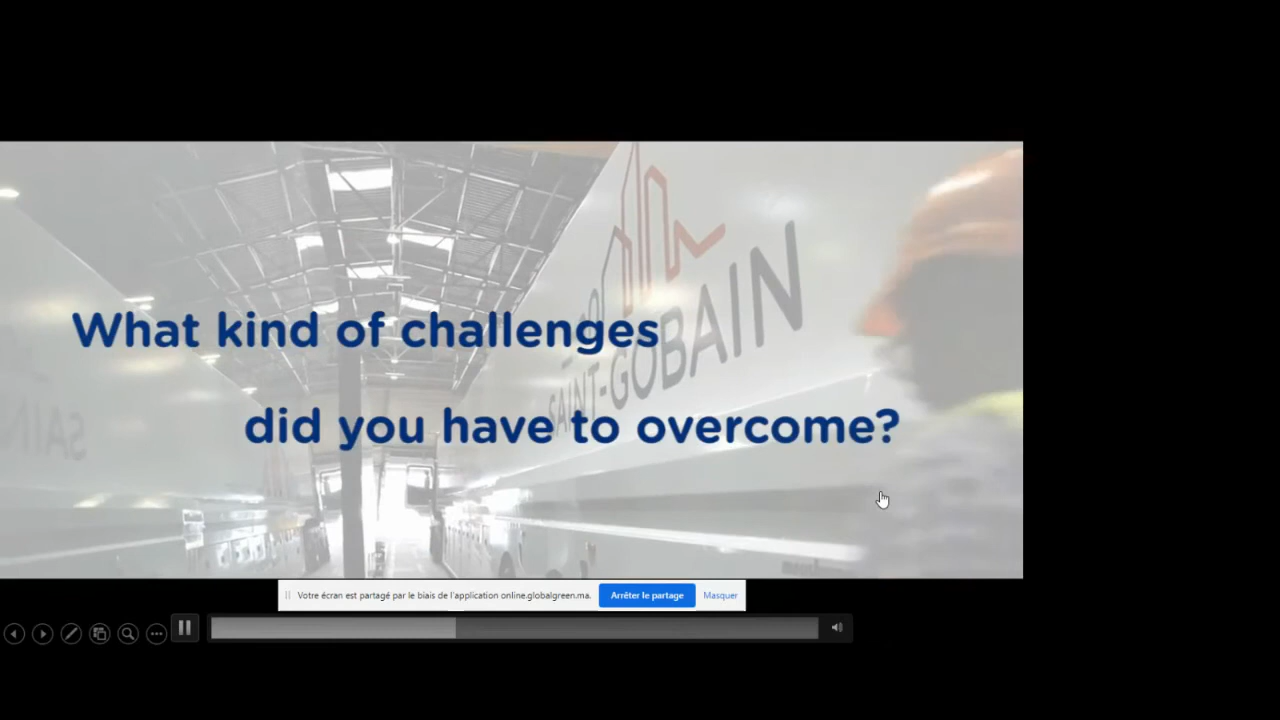 What kind of challenges
did you have to overcome?
SAINT-GOBAIN
SAIN
Votre écran est partagé par le biais de l'application online.globalgreen.ma.
Arrêter le partage
Masquer